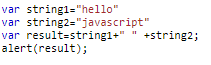 var string1="hello"
var string2="javascript"
var result=string1+" " +string2;
alert(result);